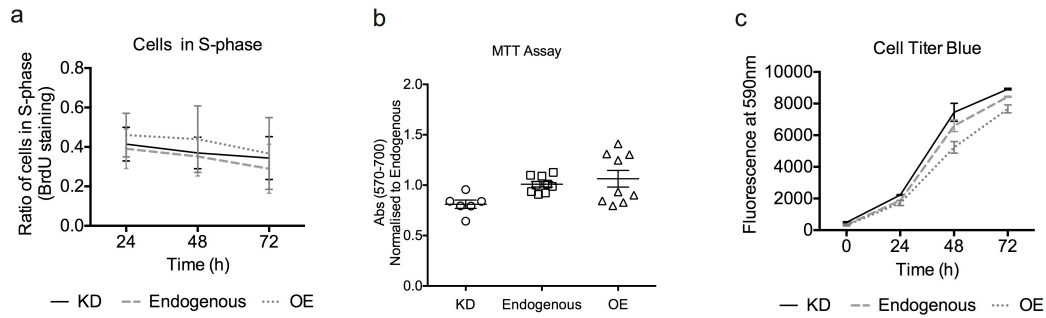 a
Cells in S-phase
Ratio of cells in S-phase
(BrdU staining)
0.8
0.6
0.4
0.2
0.0
24 48 72
Time (h)
KD Endogenous OE
b
MTT Assay
Abs (570-700)
Normalised to Endogenous
2.0
1.5
1.0
0.5
0.0
KD Endogenous OE
c
Cell Titer Blue
Fluorescence at 590nm
10000
8000
6000
4000
2000
0
0 24 48 72
Time (h)
KD Endogenous OE